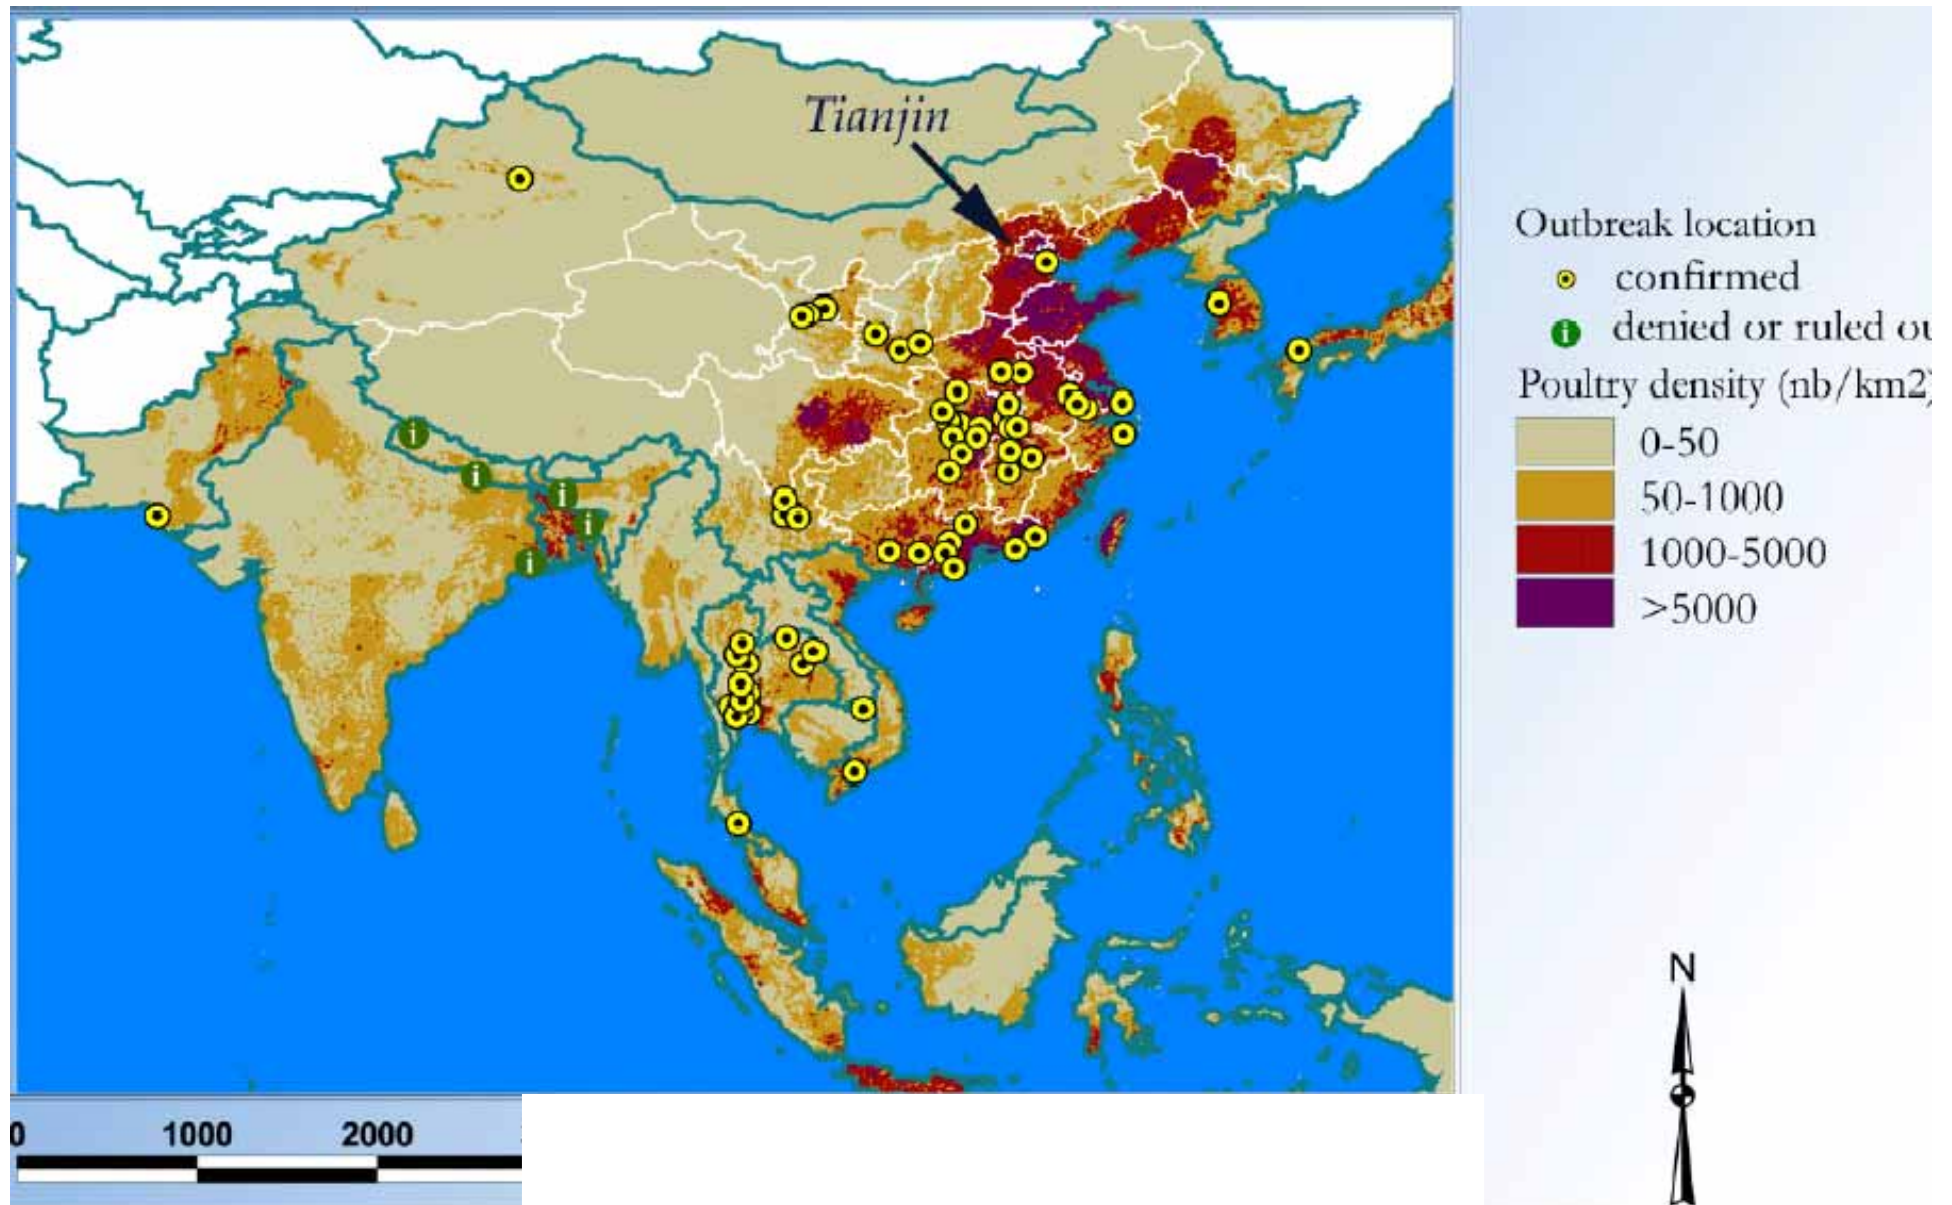 Tianjin
Outbreak location
confirmed
denied or ruled ou
Poultry density (nb/km2)
0-50
50-1000
1000-5000
>5000
N
0 1000 2000
i
i
i
i
i
i